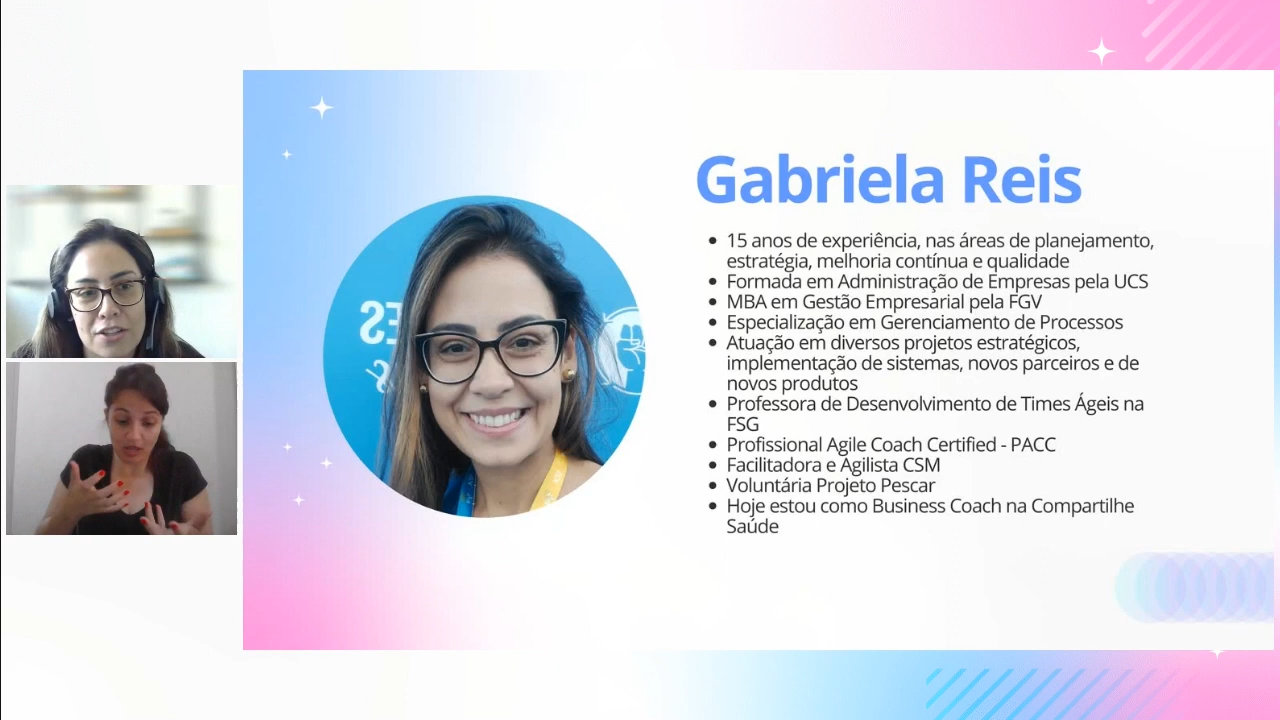 Gabriela Reis
• 15 anos de experiência, nas áreas de planejamento,
estratégia, melhoria contínua e qualidade
• Formada em Administração de Empresas pela UCS
• MBA em Gestão Empresarial pela FGV
• Especialização em Gerenciamento de Processos
• Atuação em diversos projetos estratégicos,
implementação de sistemas, novos parceiros e de
novos produtos
• Professora de Desenvolvimento de Times Ágeis na
FSG
• Profissional Agile Coach Certified - PACC
• Facilitadora e Agilista CSM
• Voluntária Projeto Pescar
• Hoje estou como Business Coach na Compartilhe
Saúde